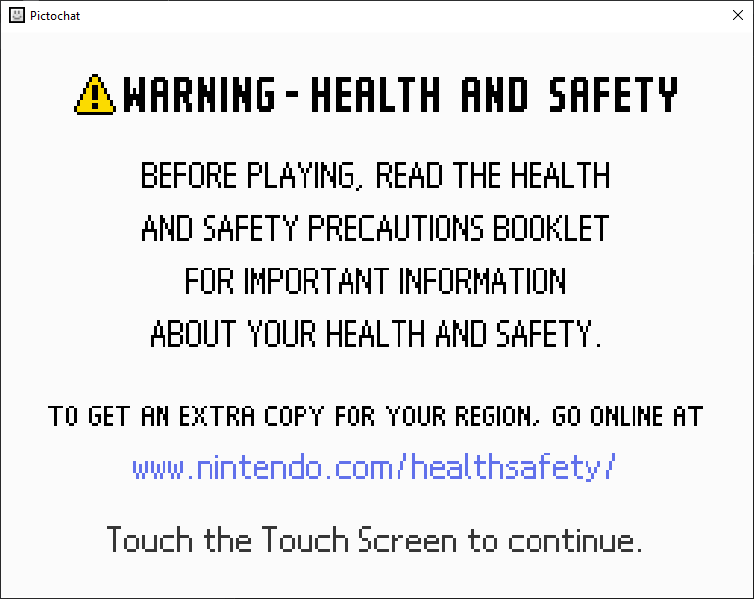 Pictochat
WARNING - HEALTH AND SAFETY
BEFORE PLAYING, READ THE HEALTH
AND SAFETY PRECAUTIONS BOOKLET
FOR IMPORTANT INFORMATION
ABOUT YOUR HEALTH AND SAFETY.
TO GET AN EXTRA COPY FOR YOUR REGION, GO ONLINE AT
www.nintendo.com/healthsafety/
Touch the Touch Screen to continue.